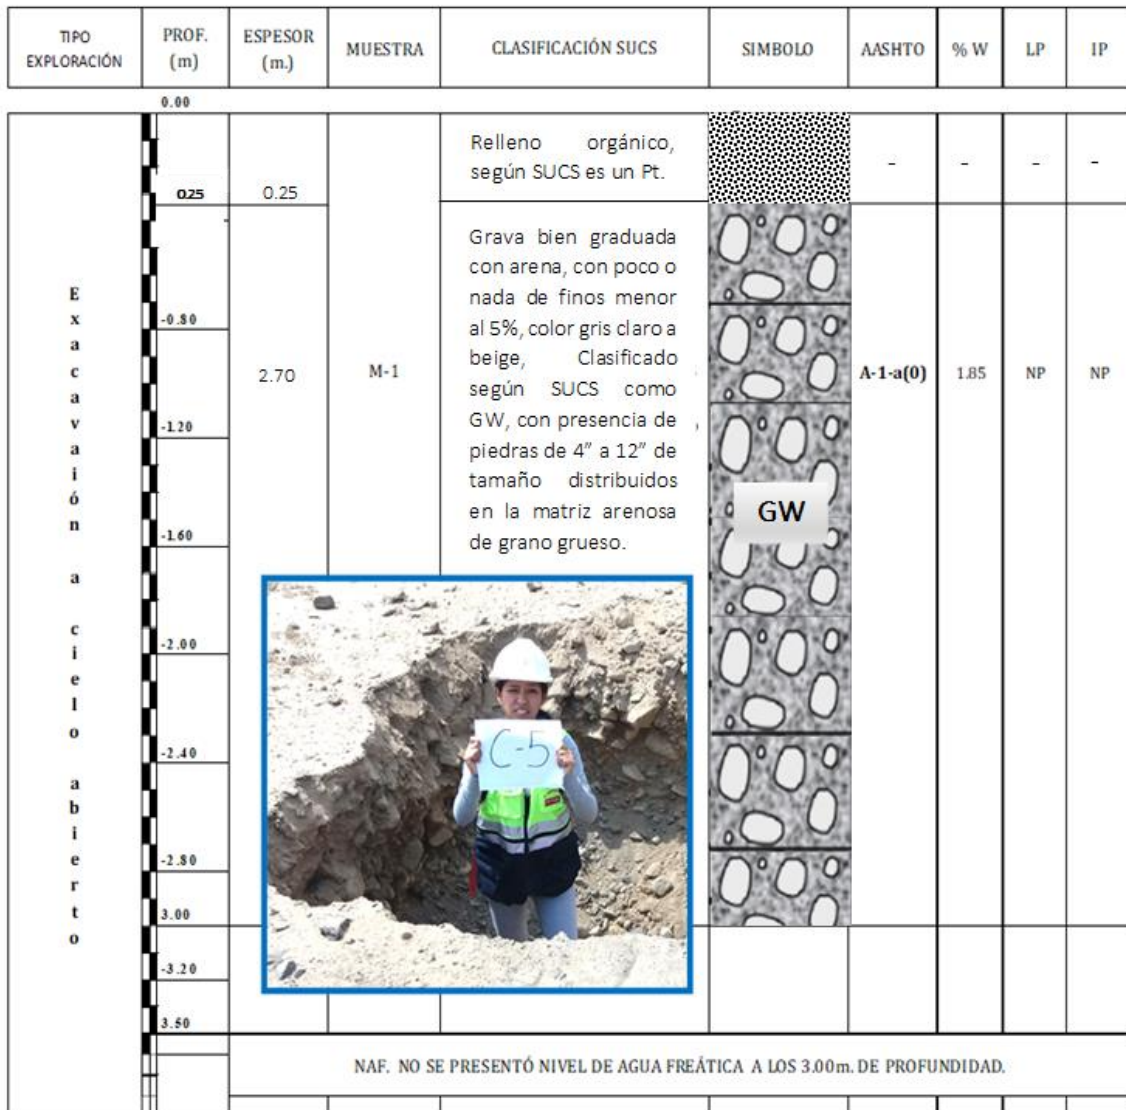 TIPO
EXPLORACIÓN
PROF.
(m)
ESPESOR
(m.)
MUESTRA
CLASIFICACIÓN SUCS
SIMBOLO
AASHTO
% W
LP
IP
0.00
Relleno orgánico,
según SUCS es un Pt.
-
-
-
-
0.25
0.25
Grava bien graduada
con arena, con poco o
nada de finos menor
al 5%, color gris claro a
beige, Clasificado
según SUCS como
GW, con presencia de
piedras de 4” a 12” de
tamaño distribuidos
en la matriz arenosa
de grano grueso.
Exacavaión a cielo abierto
-0.80
2.70
M-1
A-1-a(0)
1.85
NP
NP
-1.20
GW
-1.60
-2.00
C-5
-2.40
-2.80
3.00
-3.20
3.50
NAF. NO SE PRESENTÓ NIVEL DE AGUA FREÁTICA A LOS 3.00m. DE PROFUNDIDAD.